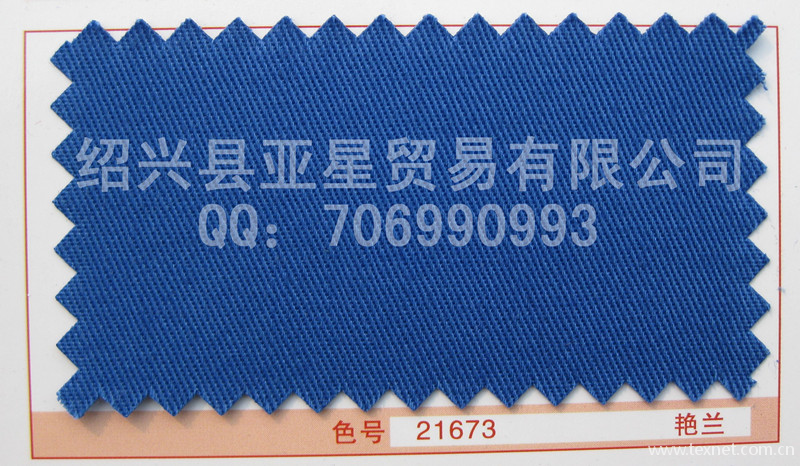 绍兴县亚星贸易有限公司
QQ：706990993
色号 21673 艳兰
www.texnet.com.cn